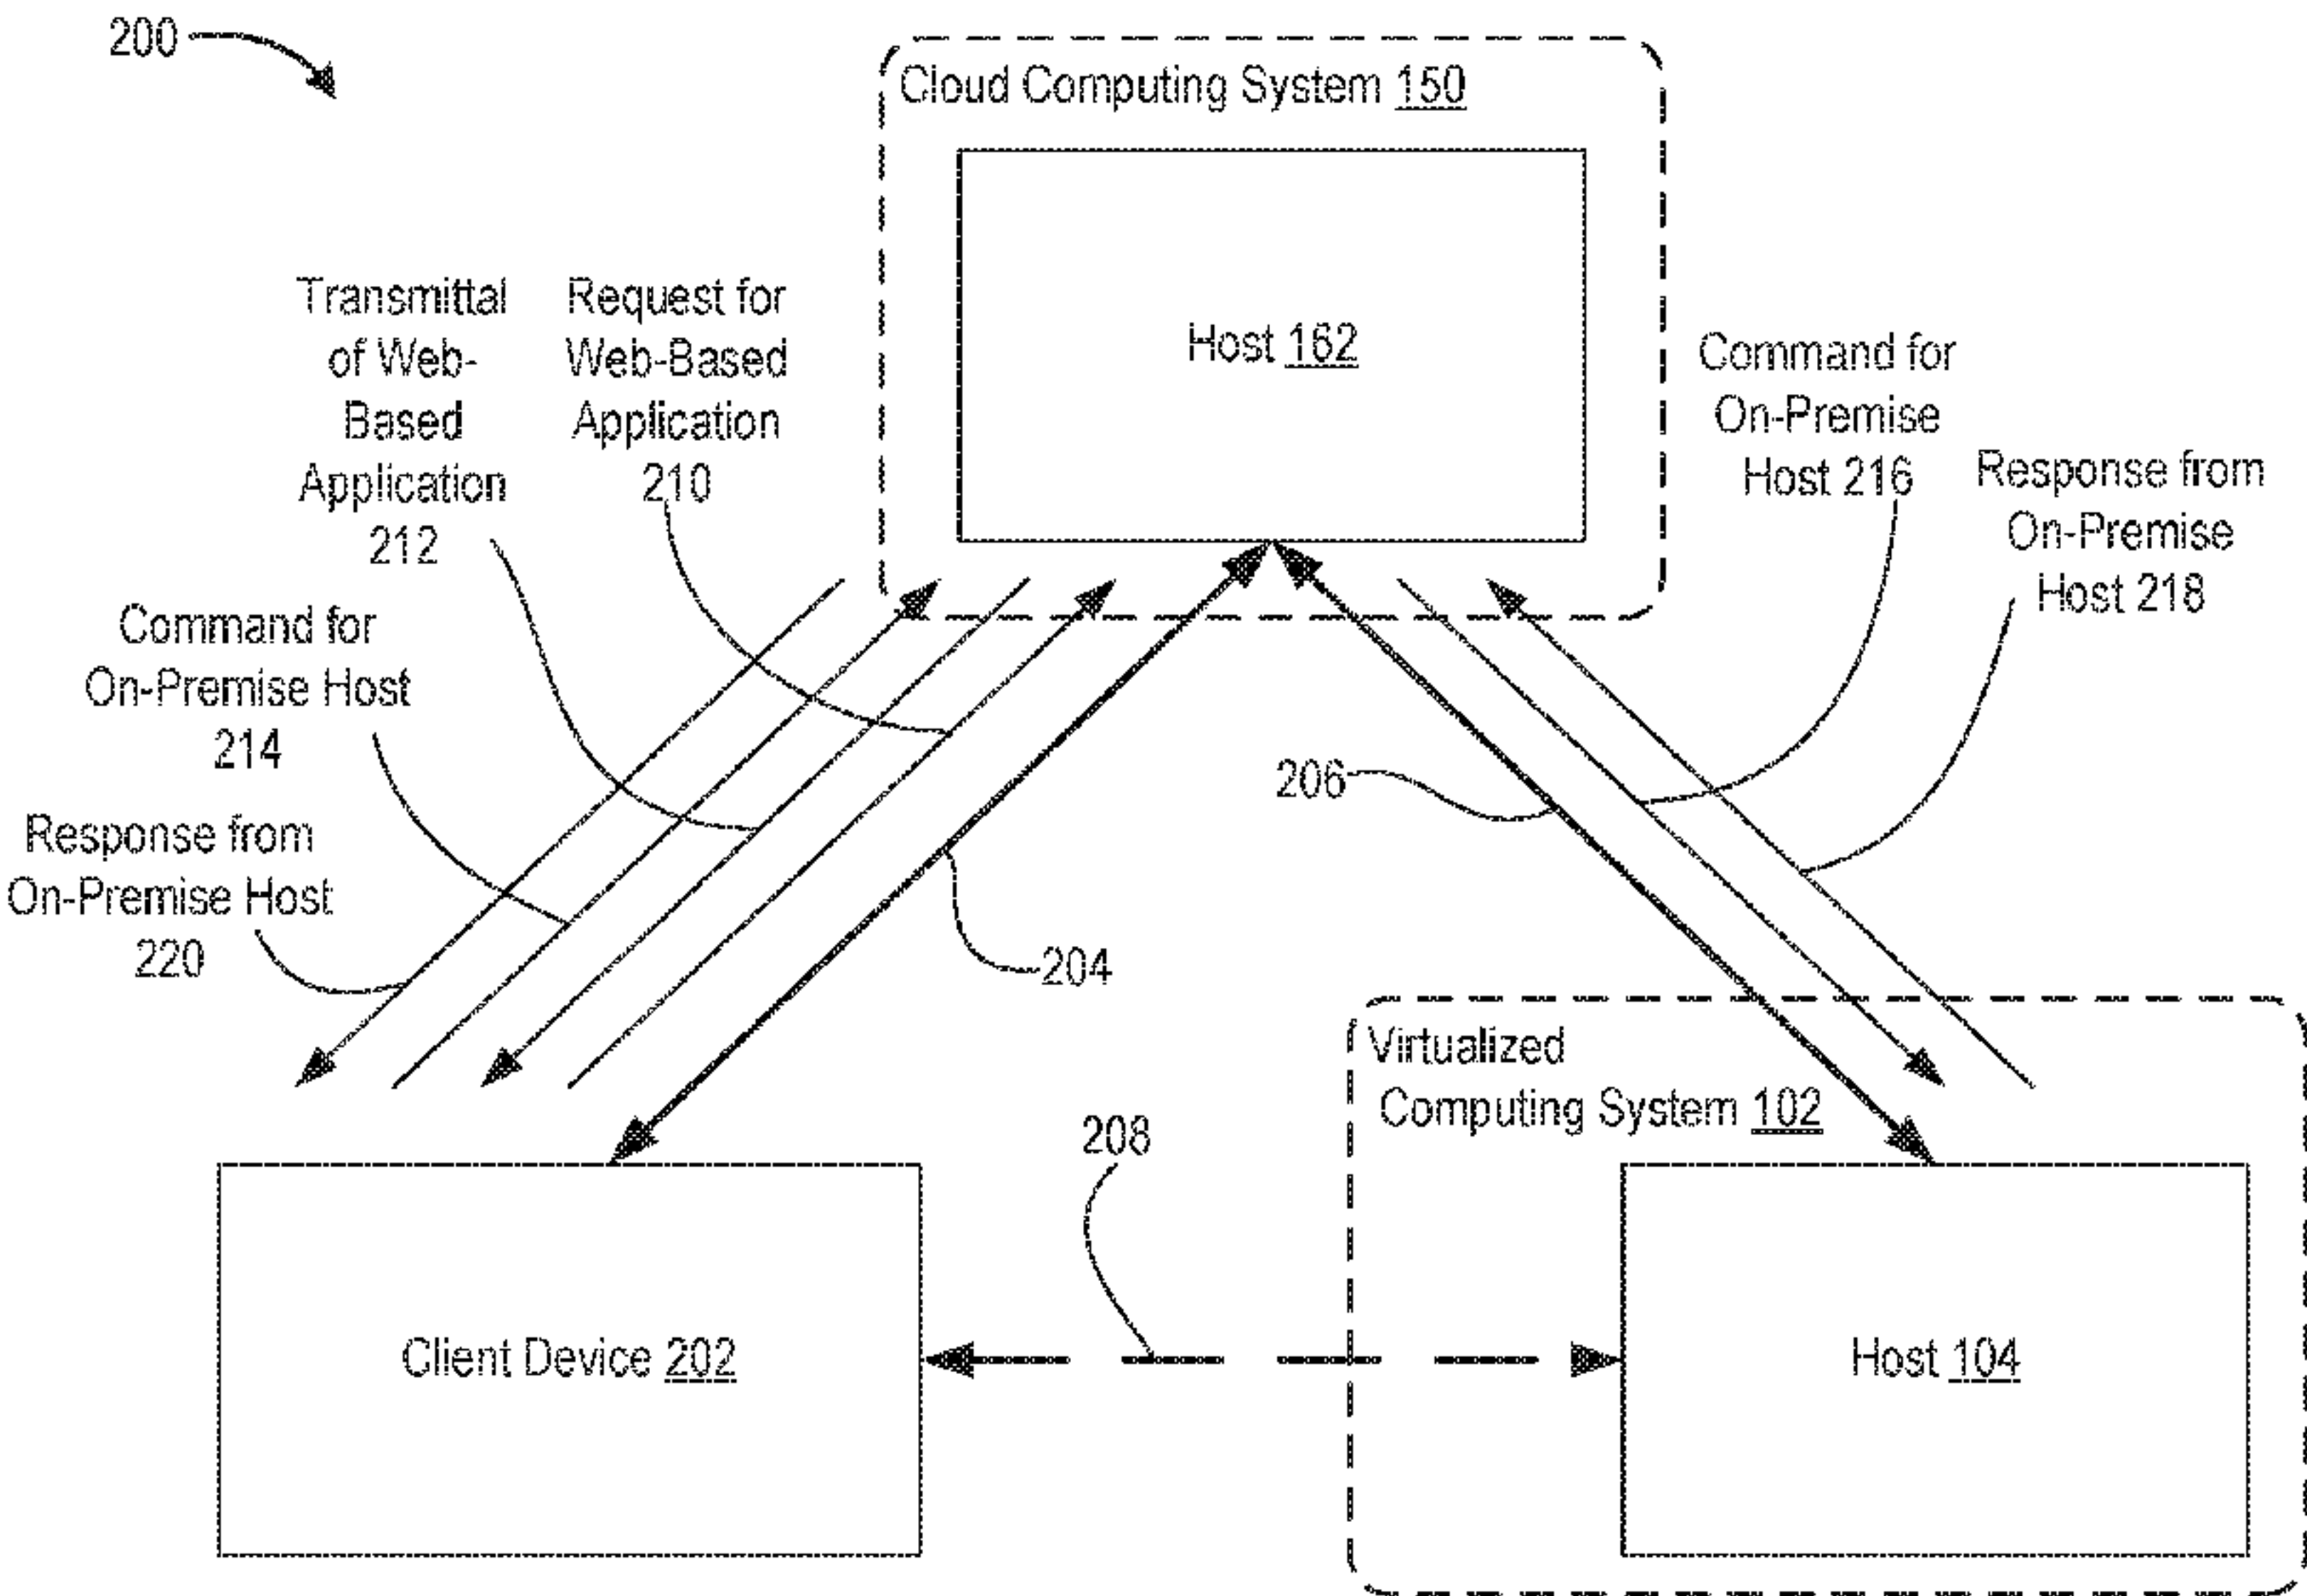 200
Cloud Computing System 150
Host 162
Transmittal
of Web-
Based
Application
212
Request for
Web-Based
Application
210
Command for
On-Premise
Host 216
Response from
On-Premise
Host 218
Command for
On-Premise Host
214
Response from
On-Premise Host
220
206
204
208
Virtualized
Computing System 102
Client Device 202
Host 104